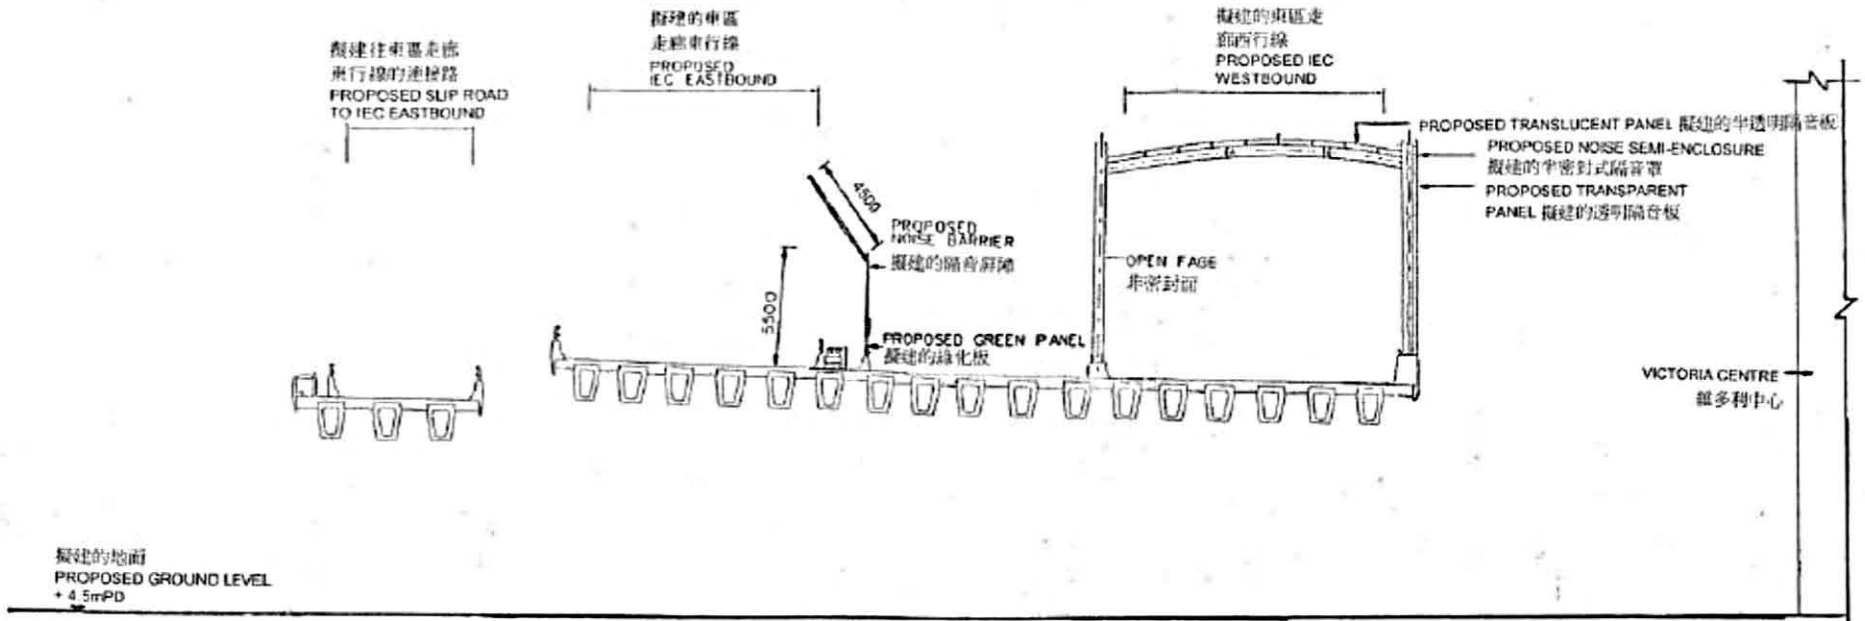 擬建往東區走廊
東行線的連接路
PROPOSED SLIP ROAD
TO IEC EASTBOUND
擬建的東區
走廊東行線
PROPOSED
IEC EASTBOUND
擬建的東區走
廊西行線
PROPOSED IEC
WESTBOUND
PROPOSED TRANSLUCENT PANEL 擬建的半透明隔音板
PROPOSED NOISE SEMI-ENCLOSURE
擬建的半密封式隔音罩
PROPOSED TRANSPARENT
PANEL 擬建的透明隔音板
4500
PROPOSED
NOISE BARRIER
擬建的隔音屏障
OPEN FAGE
非密封面
5500
PROPOSED GREEN PANEL
擬建的綠化板
VICTORIA CENTRE
維多利中心
擬建的地面
PROPOSED GROUND LEVEL
+ 4.5mPD